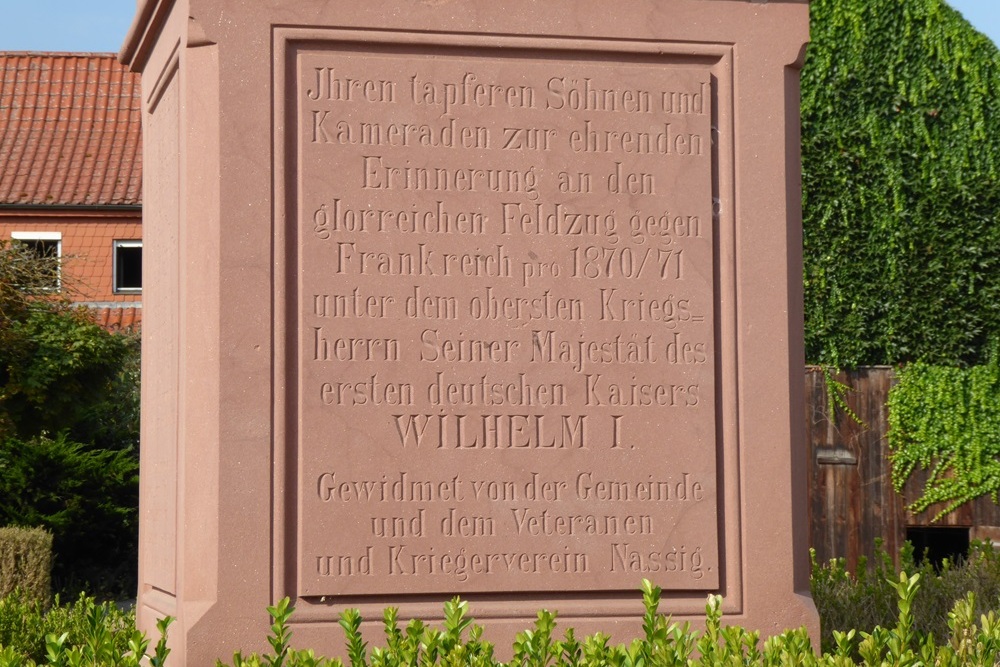 Jhren tapferen Söhnen und
Kameraden zur ehrenden
Erinnerung an den
glorreichen Feldzug gegen
Frankreich pro 1870/71
unter dem obersten Kriegs=
herrn Seiner Majestät des
ersten deutschen Kaisers
WILHELM I.
Gewidmet von der Gemeinde
und dem Veteranen
und Kriegerverein Nassig.